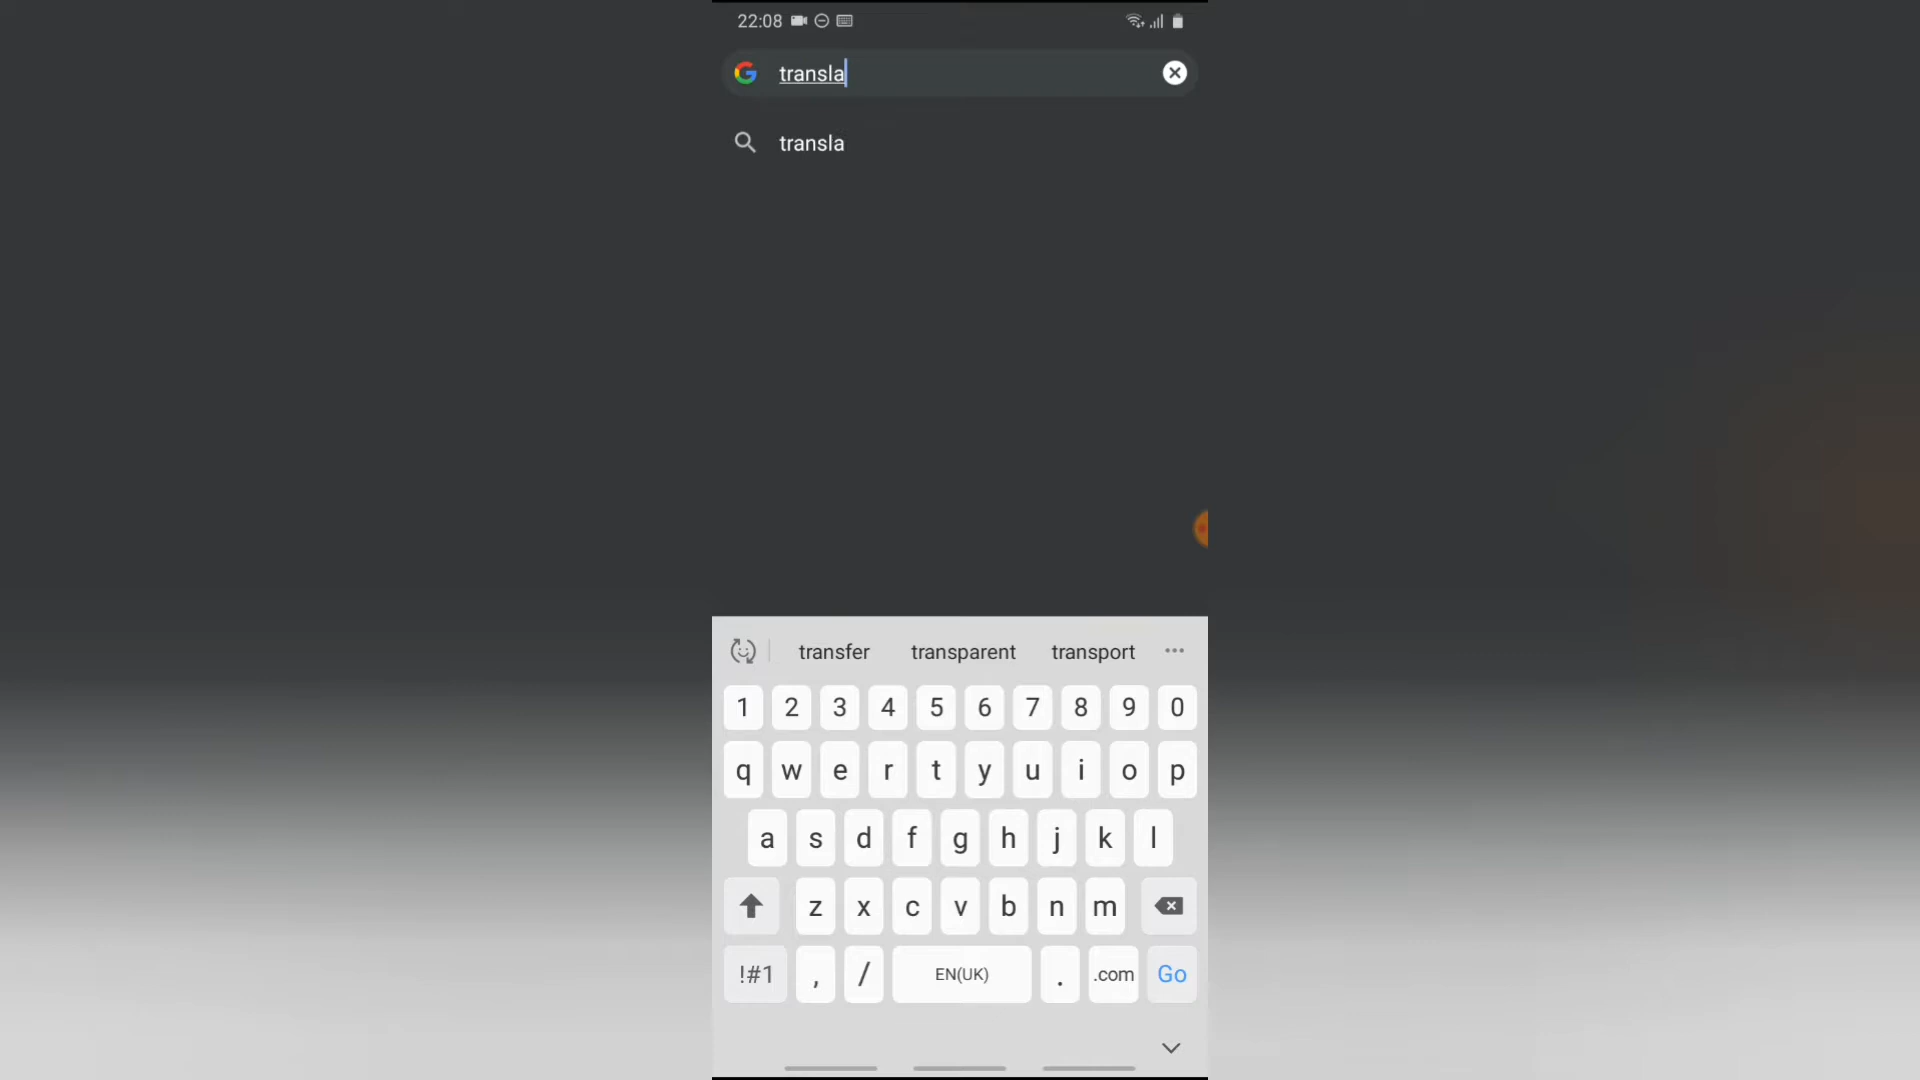 22:08
transla
transla
transfer transparent transport
1 2 3 4 5 6 7 8 9 0
q w e r t y u i o p
a s d f g h j k l
z x c v b n m
!#1 , / EN(UK) . .com Go